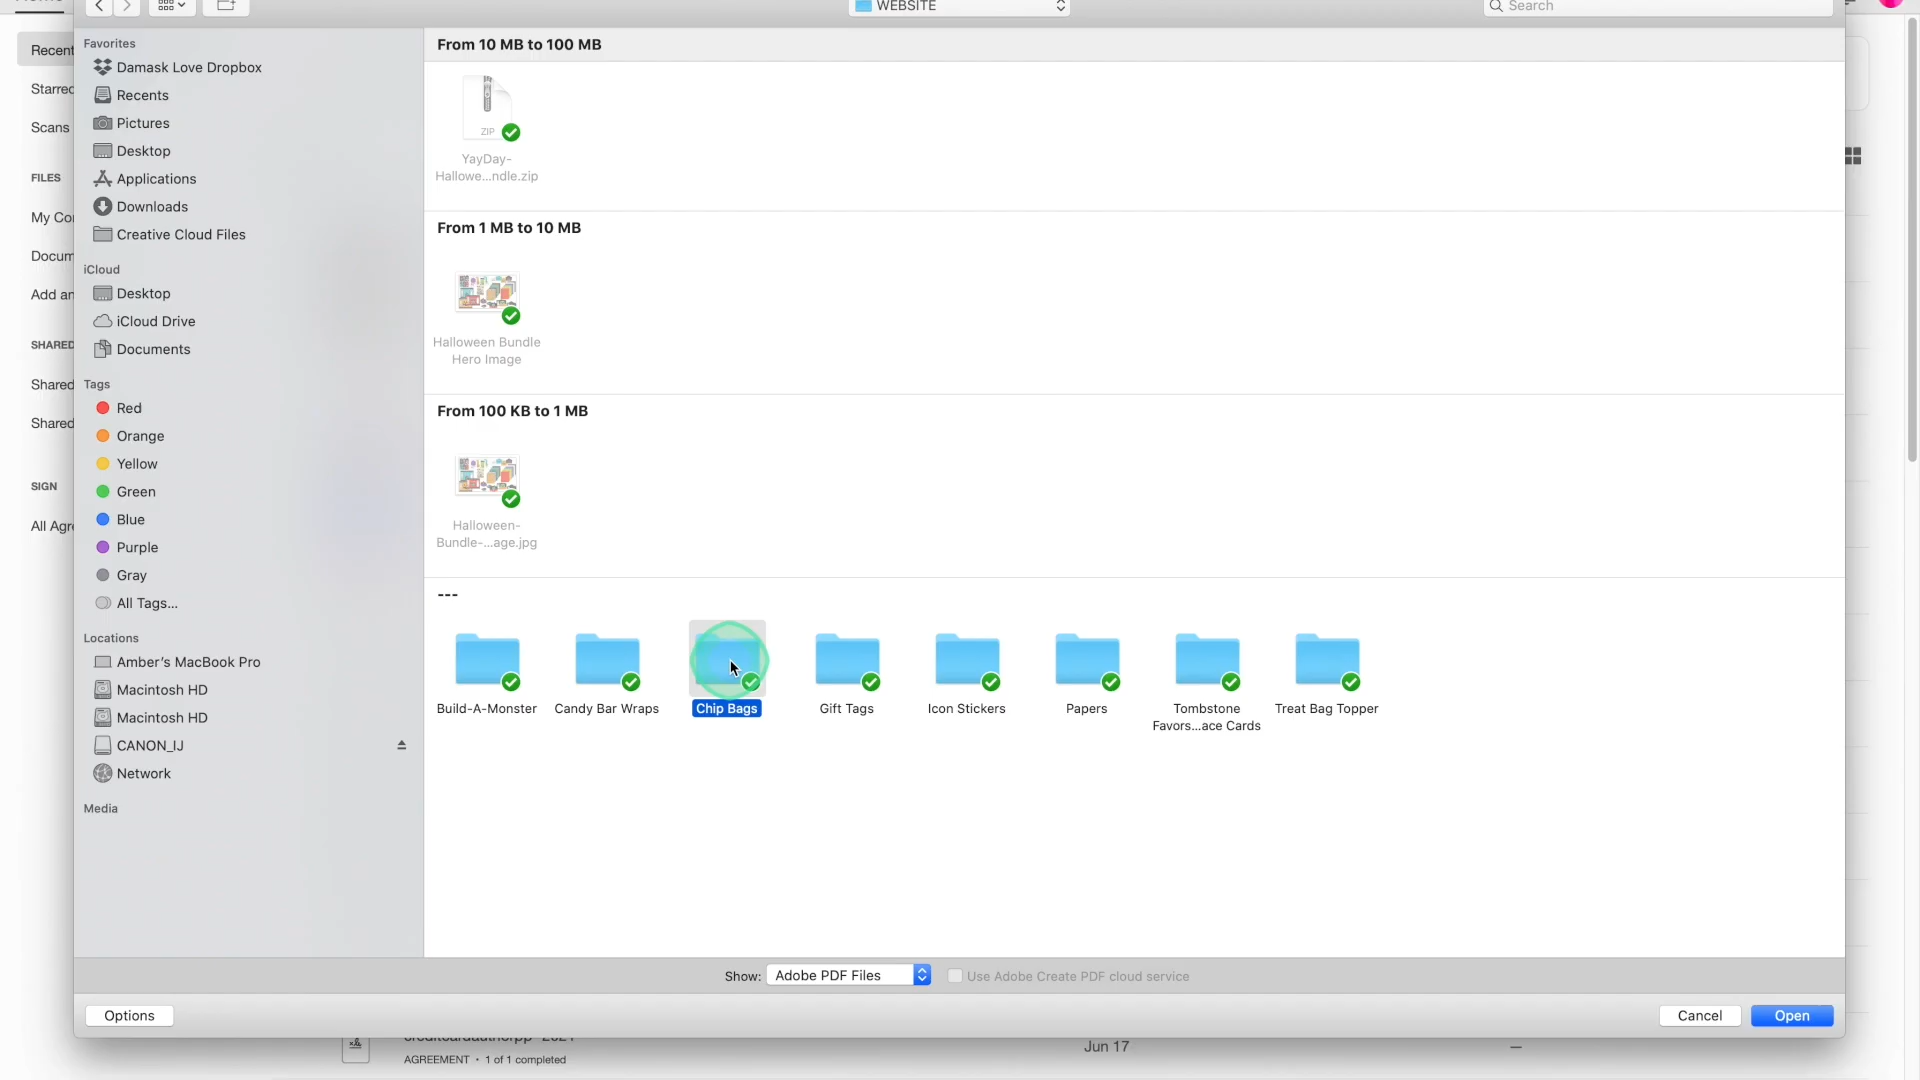 WEBSITE
Search
Recent
Starred
Scans
FILES
My Co
Docum
Add an
SHARED
Shared
Shared
SIGN
All Agr
Favorites
Damask Love Dropbox
Recents
Pictures
Desktop
Applications
Downloads
Creative Cloud Files
iCloud
Desktop
iCloud Drive
Documents
Tags
Red
Orange
Yellow
Green
Blue
Purple
Gray
All Tags...
Locations
Amber's MacBook Pro
Macintosh HD
Macintosh HD
CANON_IJ
Network
Media
From 10 MB to 100 MB
ZIP
YayDay-
Hallowe...ndle.zip
From 1 MB to 10 MB
Halloween Bundle
Hero Image
From 100 KB to 1 MB
Halloween-
Bundle-...age.jpg
---
Build-A-Monster
Candy Bar Wraps
Chip Bags
Gift Tags
Icon Stickers
Papers
Tombstone
Favors...ace Cards
Treat Bag Topper
Show: Adobe PDF Files
Use Adobe Create PDF cloud service
Options
Cancel
Open
Jun 17
—
AGREEMENT • 1 of 1 completed